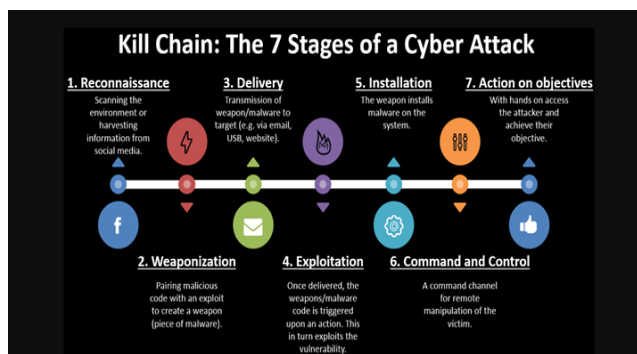 Kill Chain: The 7 Stages of a Cyber Attack
1. Reconnaissance
Scanning the
environment or
harvesting
information from
social media.
3. Delivery
Transmission of
weapon/malware to
target (e.g. via email,
USB, website).
5. Installation
The weapon installs
malware on the
system.
7. Action on objectives
With hands on access
the attacker and
achieve their
objective.
f
2. Weaponization
Pairing malicious
code with an exploit
to create a weapon
(piece of malware).
4. Exploitation
Once delivered, the
weapons/malware
code is triggered
upon an action. This
in turn exploits the
vulnerability.
6. Command and Control
A command channel
for remote
manipulation of the
victim.